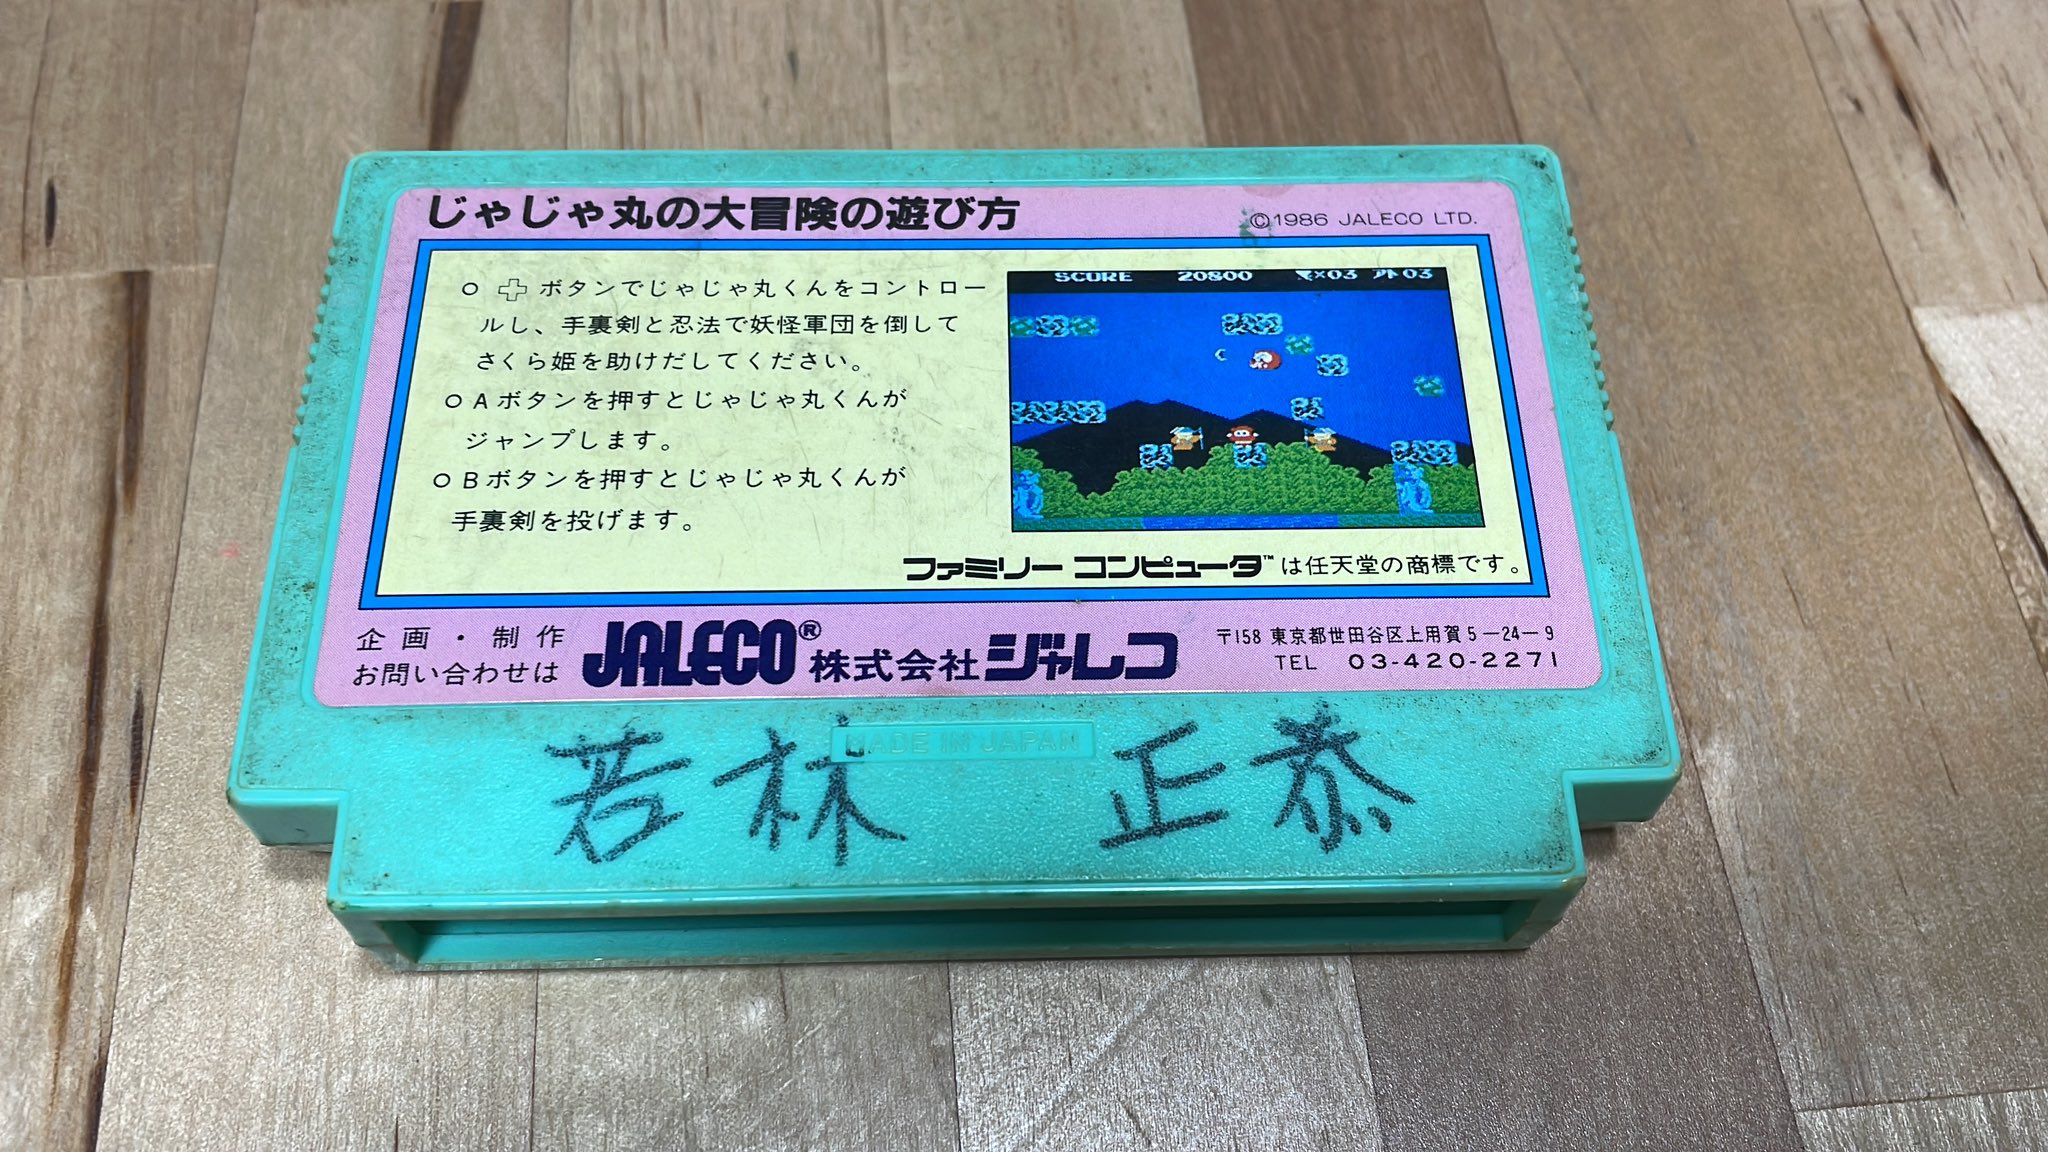 じゃじゃ丸の大冒険の遊び方
©1986 JALECO LTD.
○ ボタンでじゃじゃ丸くんをコントロー
ルし、手裏剣と忍法で妖怪軍団を倒して
さくら姫を助けだしてください。
○Aボタンを押すとじゃじゃ丸くんが
ジャンプします。
○Bボタンを押すとじゃじゃ丸くんが
手裏剣を投げます。
SCORE 20800 ×03 03
ファミリー コンピュータ™は任天堂の商標です。
企画・制作
お問い合わせは
JALECO® 株式会社ジャレコ
〒158 東京都世田谷区上用賀5-24-9
TEL 03-420-2271
MADE IN JAPAN
若林 正恭